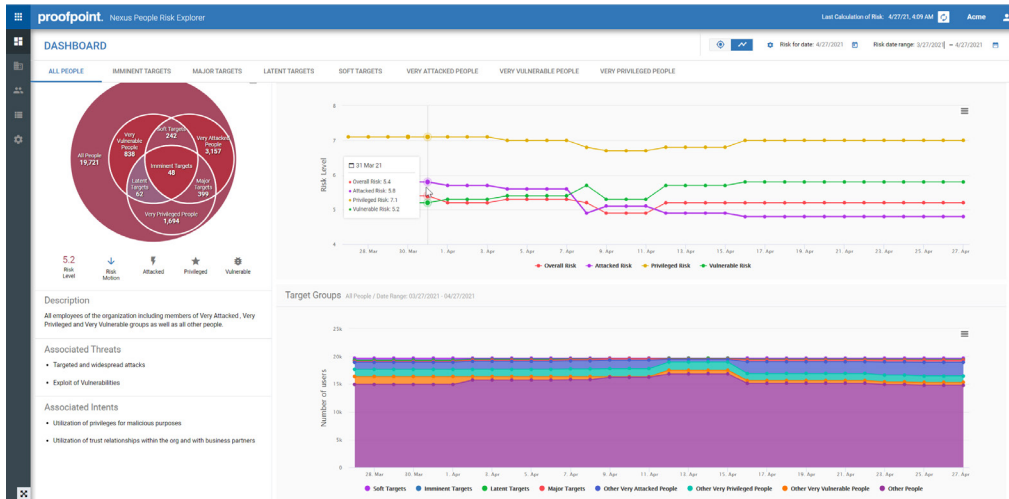 proofpoint. Nexus People Risk Explorer
Last Calculation of Risk: 4/27/21, 4:09 AM
Acme
DASHBOARD
Risk for date: 4/27/2021
Risk date range: 3/27/2021 – 4/27/2021
ALL PEOPLE
IMMINENT TARGETS
MAJOR TARGETS
LATENT TARGETS
SOFT TARGETS
VERY ATTACKED PEOPLE
VERY VULNERABLE PEOPLE
VERY PRIVILEGED PEOPLE
All People
19,721
Very
Vulnerable
People
838
Soft Targets
242
Very Attacked
People
3,157
Imminent Targets
48
Latent
Targets
62
Major
Targets
399
Very Privileged People
1,694
5.2
Risk
Level
Risk
Motion
Attacked
Privileged
Vulnerable
Description
All employees of the organization including members of Very Attacked , Very
Privileged and Very Vulnerable groups as well as all other people.
Associated Threats
• Targeted and widespread attacks
• Exploit of Vulnerabilities
Associated Intents
• Utilization of privileges for malicious purposes
• Utilization of trust relationships within the org and with business partners
Risk Level
8
7
6
5
4
31 Mar 21
Overall Risk: 5.4
Attacked Risk: 5.8
Privileged Risk: 7.1
Vulnerable Risk: 5.2
28. Mar 30. Mar 1. Apr 3. Apr 5. Apr 7. Apr 9. Apr 11. Apr 13. Apr 15. Apr 17. Apr 19. Apr 21. Apr 23. Apr 25. Apr 27. Apr
Overall Risk Attacked Risk Privileged Risk Vulnerable Risk
Target Groups All People / Date Range: 03/27/2021 -04/27/2021
Number of users
25k
20k
15k
10k
5k
0
28. Mar 30. Mar 1. Apr 3. Apr 5. Apr 7. Apr 9. Apr 11. Apr 13. Apr 15. Apr 17. Apr 19. Apr 21. Apr 23. Apr 25. Apr 27. Apr
Soft Targets Imminent Targets Latent Targets Major Targets Other Very Attacked People Other Very Privileged People Other Very Vulnerable People Other People